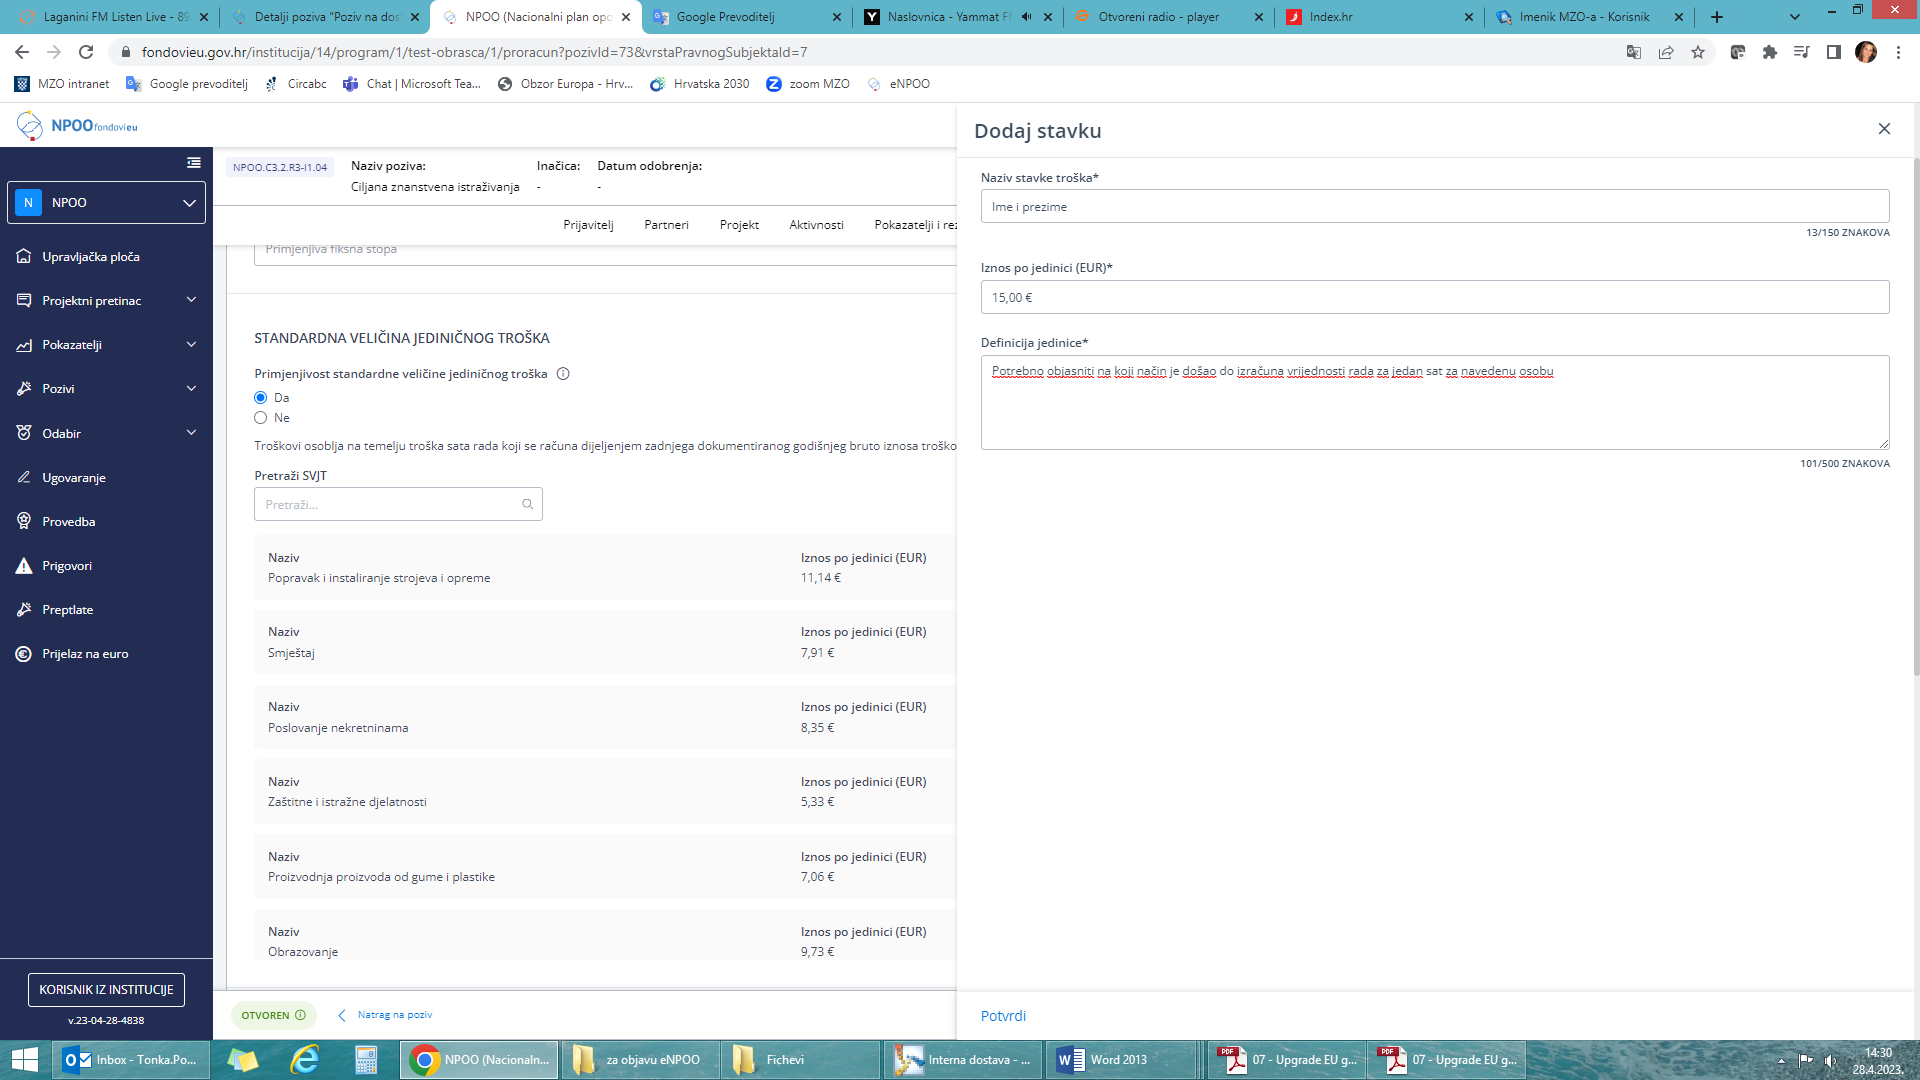 Laganini FM Listen Live - 89
Detalji poziva "Poziv na dos
NPOO (Nacionalni plan opo
Google Prevoditelj
Naslovnica - Yammat F
Otvoreni radio - player
Index.hr
Imenik MZO-a - Korisnik
fondovieu.gov.hr/institucija/14/program/1/test-obrasca/1/proracun?pozivId=73&vrstaPravnogSubjektaId=7
MZO intranet
Google prevoditelj
Circabc
Chat | Microsoft Tea...
Obzor Europa - Hrv...
Hrvatska 2030
zoom MZO
eNPOO
NPOO fondovieu
N NPOO
Upravljačka ploča
Projektni pretinac
Pokazatelji
Pozivi
Odabir
Ugovaranje
Provedba
Prigovori
Preptlate
Prijelaz na euro
KORISNIK IZ INSTITUCIJE
v.23-04-28-4838
NPOO.C3.2.R3-I1.04
Naziv poziva:
Ciljana znanstvena istraživanja
Inačica:
-
Datum odobrenja:
-
Prijavitelj
Partneri
Projekt
Aktivnosti
Pokazatelji i rez
Primjenjiva fiksna stopa
STANDARDNA VELIČINA JEDINIČNOG TROŠKA
Primjenjivost standardne veličine jediničnog troška
Da
Ne
Troškovi osoblja na temelju troška sata rada koji se računa dijeljenjem zadnjega dokumentiranog godišnjeg bruto iznosa troško
Pretraži SVJT
Pretraži...
Naziv Iznos po jedinici (EUR)
Popravak i instaliranje strojeva i opreme 11,14 €
Naziv Iznos po jedinici (EUR)
Smještaj 7,91 €
Naziv Iznos po jedinici (EUR)
Poslovanje nekretninama 8,35 €
Naziv Iznos po jedinici (EUR)
Zaštitne i istražne djelatnosti 5,33 €
Naziv Iznos po jedinici (EUR)
Proizvodnja proizvoda od gume i plastike 7,06 €
Naziv Iznos po jedinici (EUR)
Obrazovanje 9,73 €
OTVOREN
Natrag na poziv
Dodaj stavku
Naziv stavke troška*
Ime i prezime
13/150 ZNAKOVA
Iznos po jedinici (EUR)*
15,00 €
Definicija jedinice*
Potrebno objasniti na koji način je došao do izračuna vrijednosti rada za jedan sat za navedenu osobu
101/500 ZNAKOVA
Potvrdi
Inbox - Tonka.Po...
NPOO (Nacionaln...
za objavu eNPOO
Fichevi
Interna dostava - ...
Word 2013
07 - Upgrade EU g...
07 - Upgrade EU g...
14:30
28.4.2023.